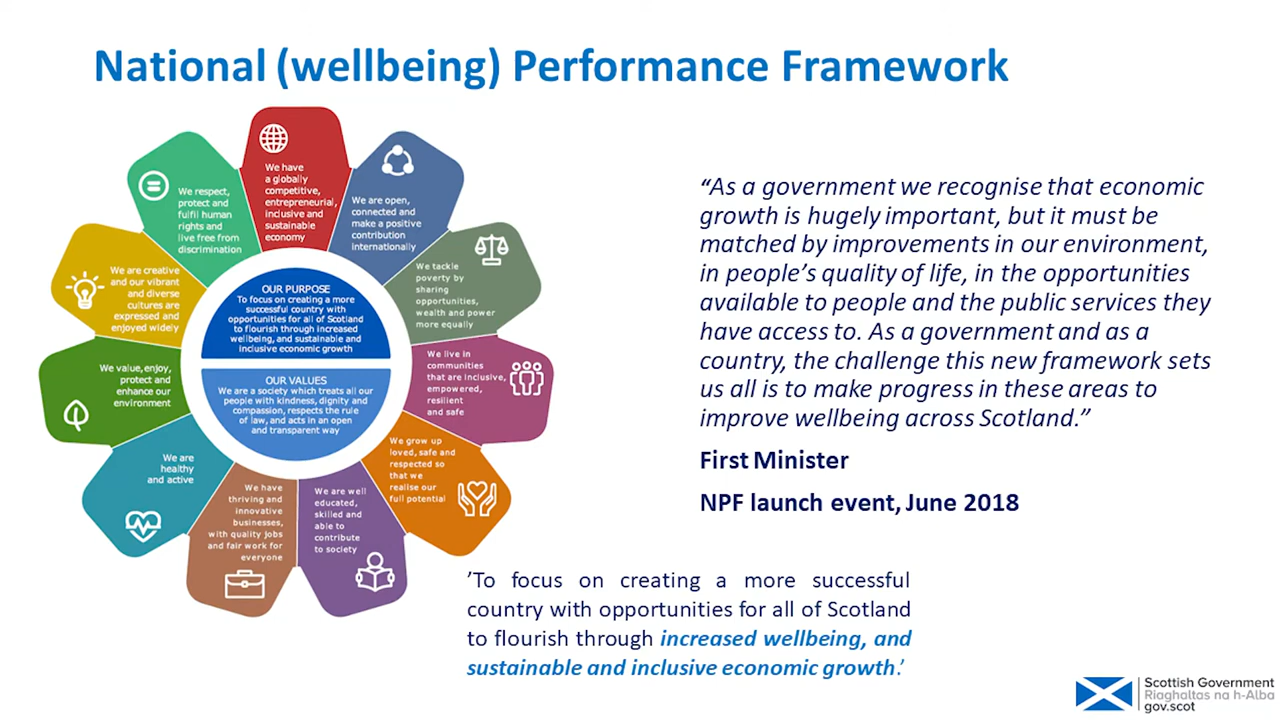 National (wellbeing) Performance Framework
We have
a globally
competitive,
entrepreneurial,
inclusive and
sustainable
economy
We are open,
connected and
make a positive
contribution
internationally
We tackle
poverty by
sharing
opportunities,
wealth and power
more equally
We live in
communities
that are inclusive,
empowered,
resilient
and safe
We grow up
loved, safe and
respected so
that we
realise our
full potential
We are well
educated,
skilled and
able to
contribute
to society
We have
thriving and
innovative
businesses,
with quality jobs
and fair work for
everyone
We are
healthy
and active
We value, enjoy,
protect and
enhance our
environment
We are creative
and our vibrant
and diverse
cultures are
expressed and
enjoyed widely
We respect,
protect and
fulfil human
rights and
live free from
discrimination
OUR PURPOSE
To focus on creating a more
successful country with
opportunities for all of Scotland
to flourish through increased
wellbeing, and sustainable and
inclusive economic growth
OUR VALUES
We are a society which treats all our
people with kindness, dignity and
compassion, respects the rule
of law, and acts in an open
and transparent way
“As a government we recognise that economic
growth is hugely important, but it must be
matched by improvements in our environment,
in people’s quality of life, in the opportunities
available to people and the public services they
have access to. As a government and as a
country, the challenge this new framework sets
us all is to make progress in these areas to
improve wellbeing across Scotland.”
First Minister
NPF launch event, June 2018
’To focus on creating a more successful
country with opportunities for all of Scotland
to flourish through increased wellbeing, and
sustainable and inclusive economic growth.’
Scottish Government
Riaghaltas na h-Alba
gov.scot